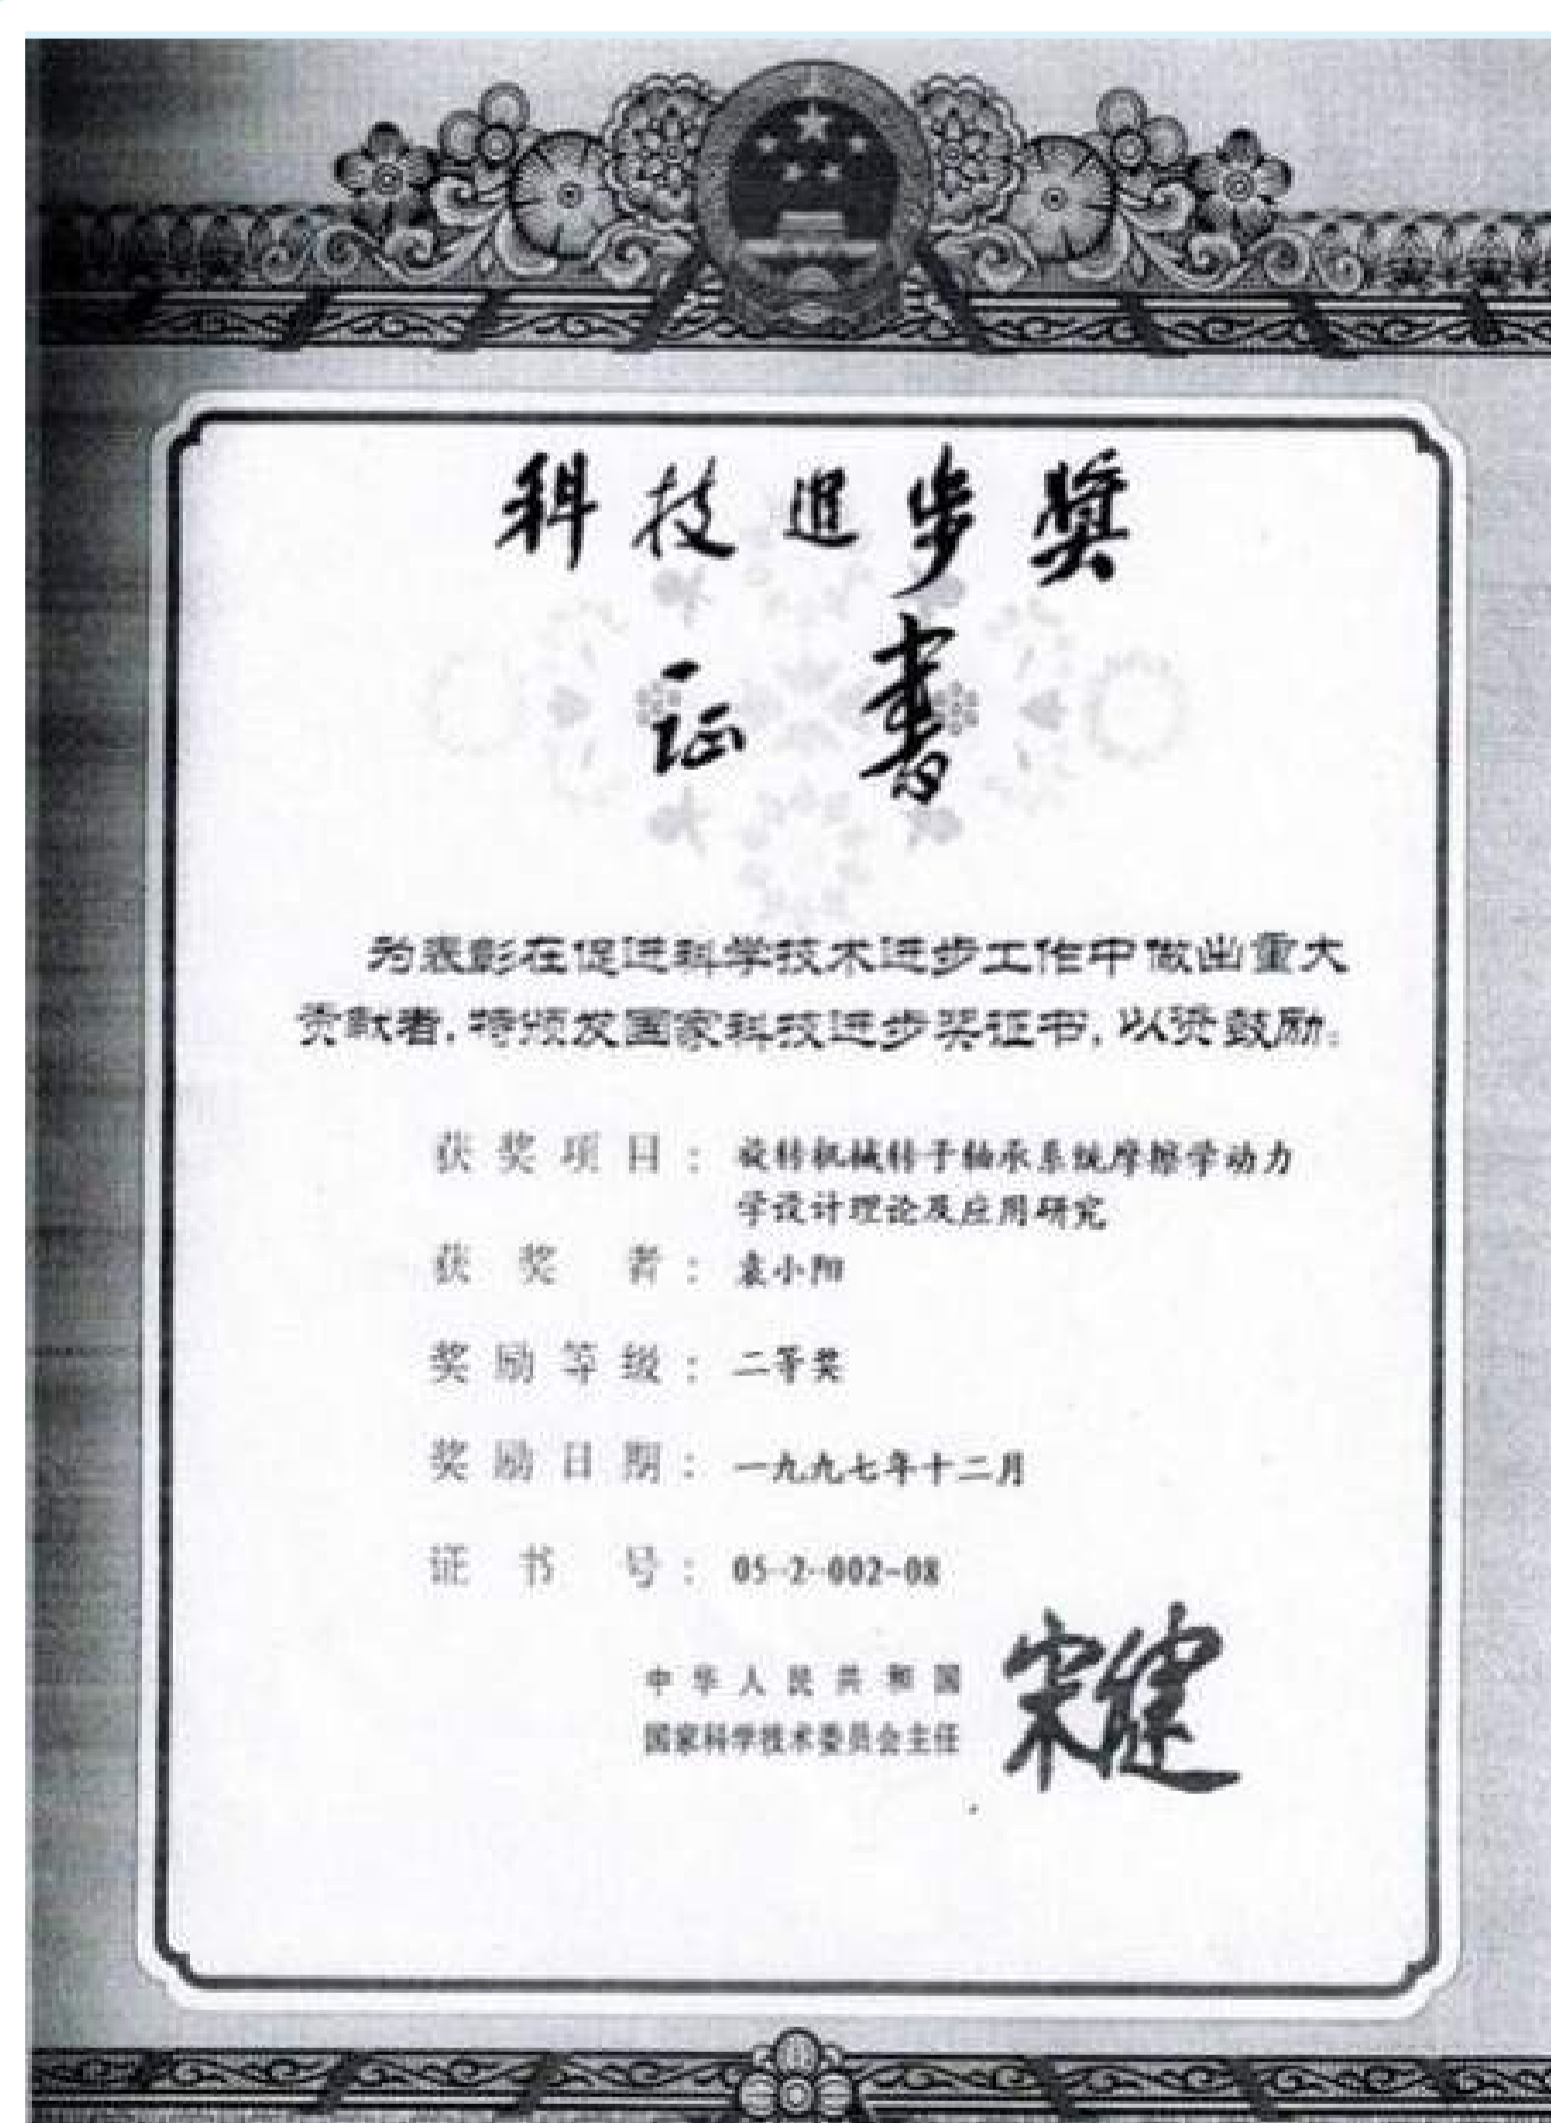 科技进步奖
证书
为表彰在促进科学技术进步工作中做出重大
贡献者，特颁发国家科技进步奖证书，以资鼓励：
获奖项目：旋转机械转子轴承系统摩擦学动力
学设计理论及应用研究
获奖者：袁小阳
奖励等级：二等奖
奖励日期：一九九七年十二月
证书号：05-2-002-08
中华人民共和国
国家科学技术委员会主任
宋健